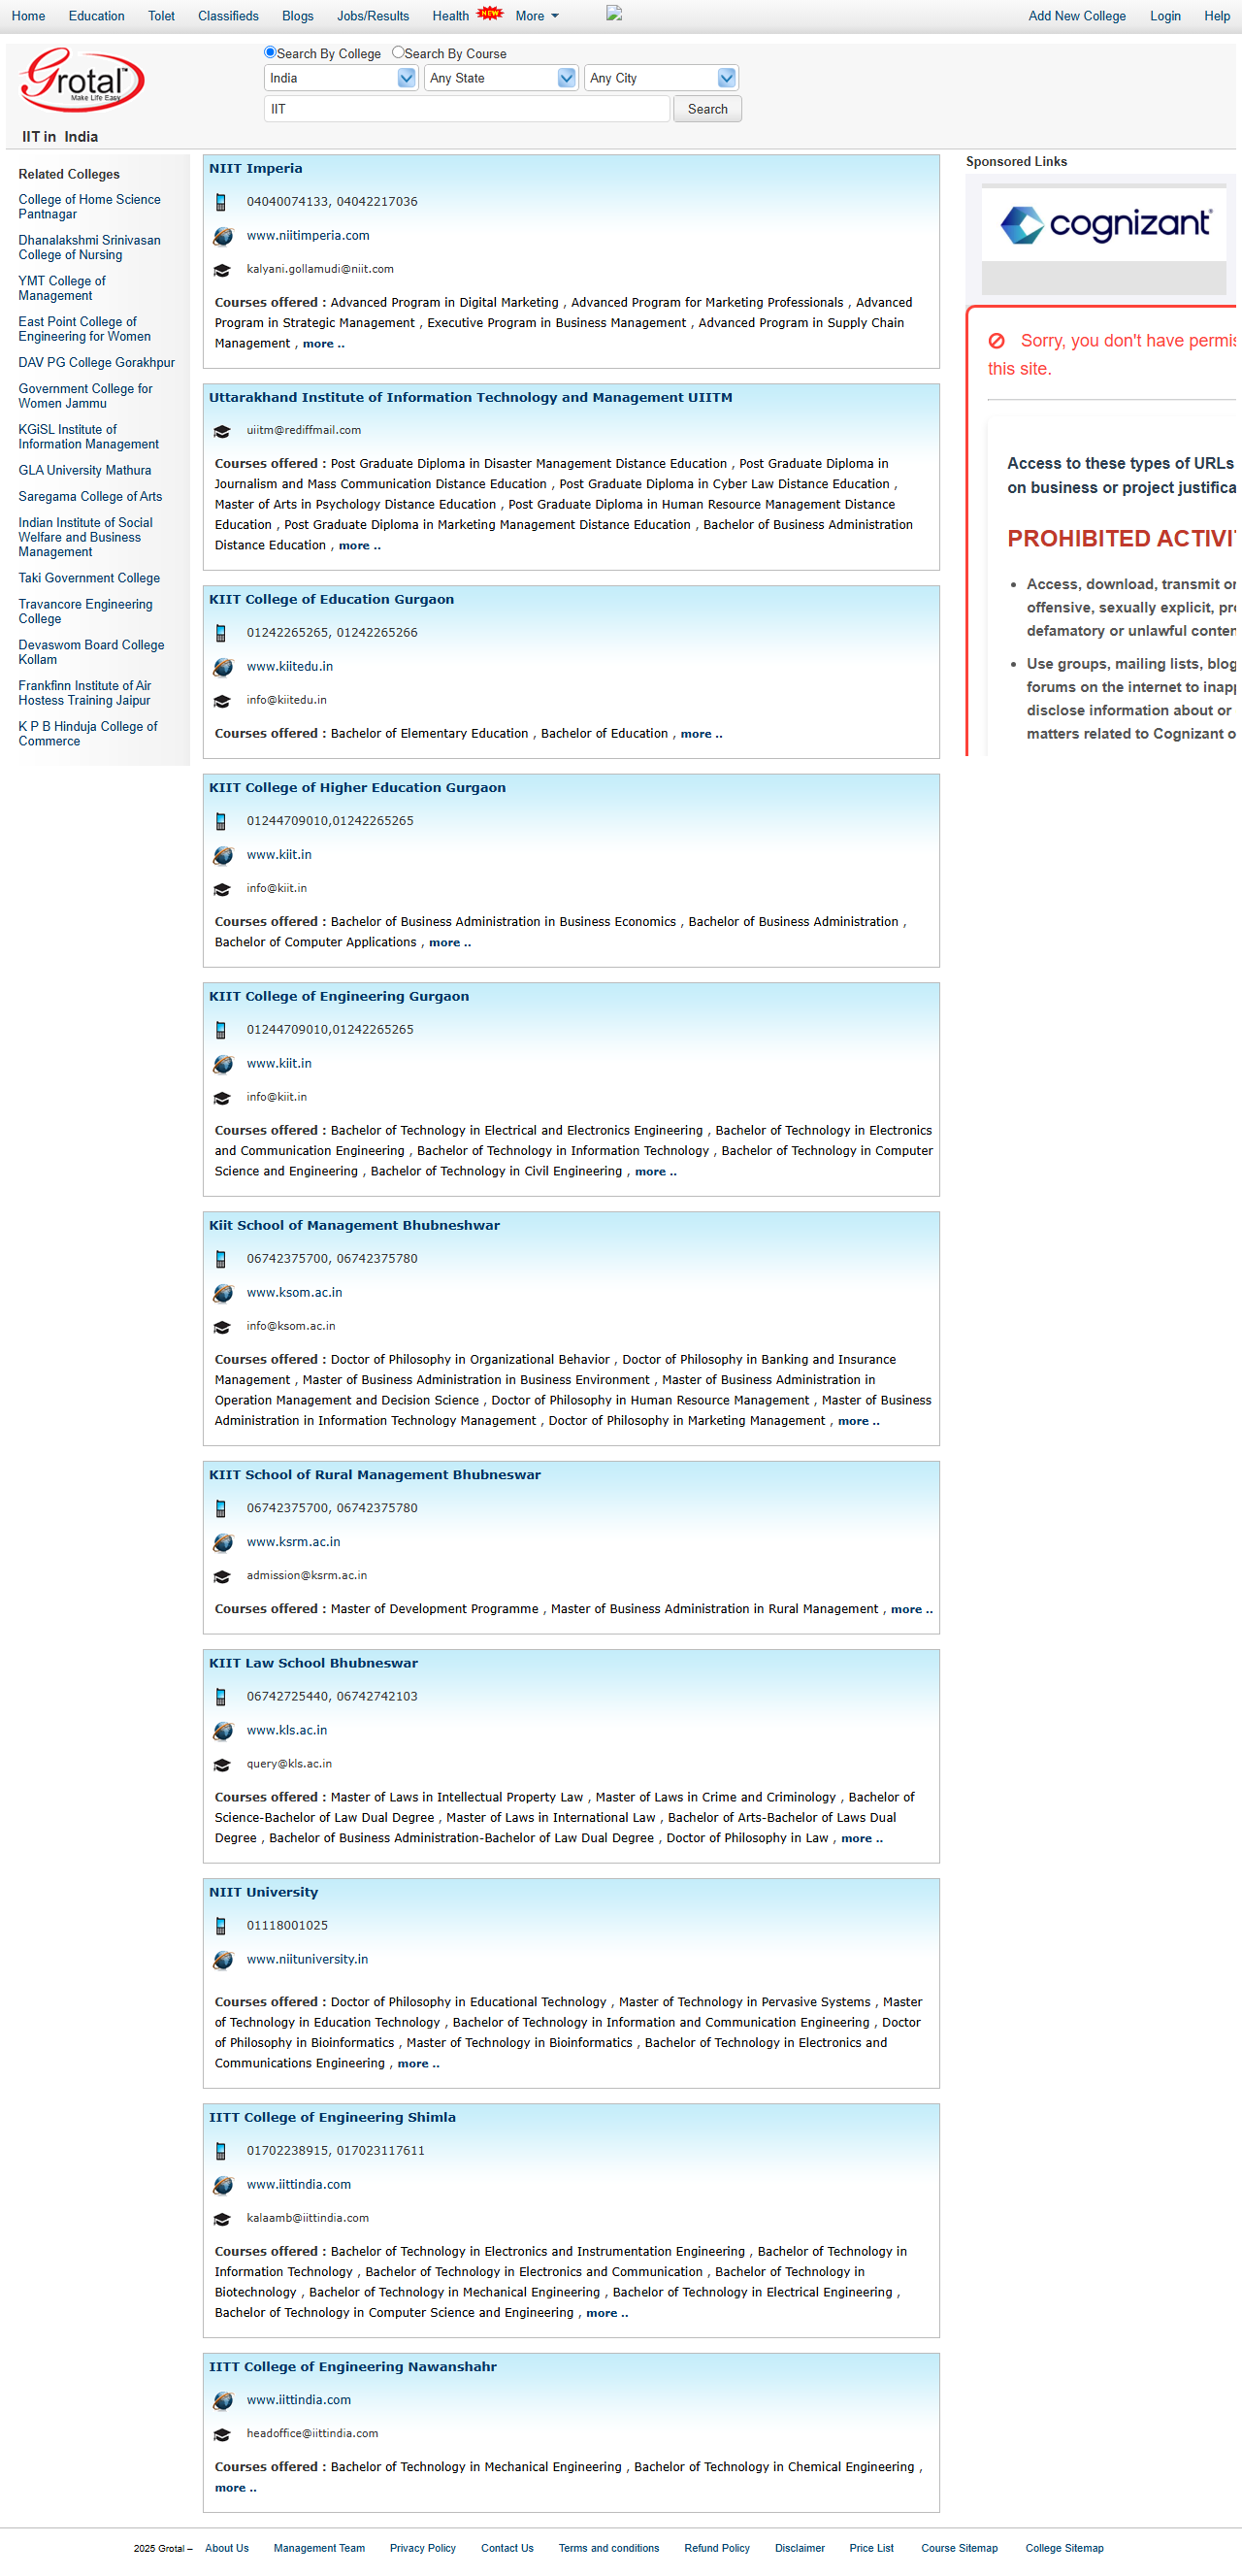 Home Education Tolet Classifieds Blogs Jobs/Results Health NEW More Add New College Login Help
Grotal™
Make Life Easy
Search By College Search By Course
India Any State Any City
IIT Search
IIT in India
Related Colleges
College of Home Science
Pantnagar
Dhanalakshmi Srinivasan
College of Nursing
YMT College of
Management
East Point College of
Engineering for Women
DAV PG College Gorakhpur
Government College for
Women Jammu
KGiSL Institute of
Information Management
GLA University Mathura
Saregama College of Arts
Indian Institute of Social
Welfare and Business
Management
Taki Government College
Travancore Engineering
College
Devaswom Board College
Kollam
Frankfinn Institute of Air
Hostess Training Jaipur
K P B Hinduja College of
Commerce
NIIT Imperia
04040074133, 04042217036
www.niitimperia.com
kalyani.gollamudi@niit.com
Courses offered : Advanced Program in Digital Marketing , Advanced Program for Marketing Professionals , Advanced
Program in Strategic Management , Executive Program in Business Management , Advanced Program in Supply Chain
Management , more ..
Uttarakhand Institute of Information Technology and Management UIITM
uiitm@rediffmail.com
Courses offered : Post Graduate Diploma in Disaster Management Distance Education , Post Graduate Diploma in
Journalism and Mass Communication Distance Education , Post Graduate Diploma in Cyber Law Distance Education ,
Master of Arts in Psychology Distance Education , Post Graduate Diploma in Human Resource Management Distance
Education , Post Graduate Diploma in Marketing Management Distance Education , Bachelor of Business Administration
Distance Education , more ..
KIIT College of Education Gurgaon
01242265265, 01242265266
www.kiitedu.in
info@kiitedu.in
Courses offered : Bachelor of Elementary Education , Bachelor of Education , more ..
KIIT College of Higher Education Gurgaon
01244709010,01242265265
www.kiit.in
info@kiit.in
Courses offered : Bachelor of Business Administration in Business Economics , Bachelor of Business Administration ,
Bachelor of Computer Applications , more ..
KIIT College of Engineering Gurgaon
01244709010,01242265265
www.kiit.in
info@kiit.in
Courses offered : Bachelor of Technology in Electrical and Electronics Engineering , Bachelor of Technology in Electronics
and Communication Engineering , Bachelor of Technology in Information Technology , Bachelor of Technology in Computer
Science and Engineering , Bachelor of Technology in Civil Engineering , more ..
Kiit School of Management Bhubneshwar
06742375700, 06742375780
www.ksom.ac.in
info@ksom.ac.in
Courses offered : Doctor of Philosophy in Organizational Behavior , Doctor of Philosophy in Banking and Insurance
Management , Master of Business Administration in Business Environment , Master of Business Administration in
Operation Management and Decision Science , Doctor of Philosophy in Human Resource Management , Master of Business
Administration in Information Technology Management , Doctor of Philosophy in Marketing Management , more ..
KIIT School of Rural Management Bhubneswar
06742375700, 06742375780
www.ksrm.ac.in
admission@ksrm.ac.in
Courses offered : Master of Development Programme , Master of Business Administration in Rural Management , more ..
KIIT Law School Bhubneswar
06742725440, 06742742103
www.kls.ac.in
query@kls.ac.in
Courses offered : Master of Laws in Intellectual Property Law , Master of Laws in Crime and Criminology , Bachelor of
Science-Bachelor of Law Dual Degree , Master of Laws in International Law , Bachelor of Arts-Bachelor of Laws Dual
Degree , Bachelor of Business Administration-Bachelor of Law Dual Degree , Doctor of Philosophy in Law , more ..
NIIT University
01118001025
www.niituniversity.in
Courses offered : Doctor of Philosophy in Educational Technology , Master of Technology in Pervasive Systems , Master
of Technology in Education Technology , Bachelor of Technology in Information and Communication Engineering , Doctor
of Philosophy in Bioinformatics , Master of Technology in Bioinformatics , Bachelor of Technology in Electronics and
Communications Engineering , more ..
IITT College of Engineering Shimla
01702238915, 017023117611
www.iittindia.com
kalaamb@iittindia.com
Courses offered : Bachelor of Technology in Electronics and Instrumentation Engineering , Bachelor of Technology in
Information Technology , Bachelor of Technology in Electronics and Communication , Bachelor of Technology in
Biotechnology , Bachelor of Technology in Mechanical Engineering , Bachelor of Technology in Electrical Engineering ,
Bachelor of Technology in Computer Science and Engineering , more ..
IITT College of Engineering Nawanshahr
www.iittindia.com
headoffice@iittindia.com
Courses offered : Bachelor of Technology in Mechanical Engineering , Bachelor of Technology in Chemical Engineering ,
more ..
Sponsored Links
cognizant
Sorry, you don't have permis
this site.
Access to these types of URLs
on business or project justifica
PROHIBITED ACTIVI
Access, download, transmit or
offensive, sexually explicit, pro
defamatory or unlawful conten
Use groups, mailing lists, blog
forums on the internet to inapp
disclose information about or
matters related to Cognizant o
2025 Grotal – About Us Management Team Privacy Policy Contact Us Terms and conditions Refund Policy Disclaimer Price List Course Sitemap College Sitemap